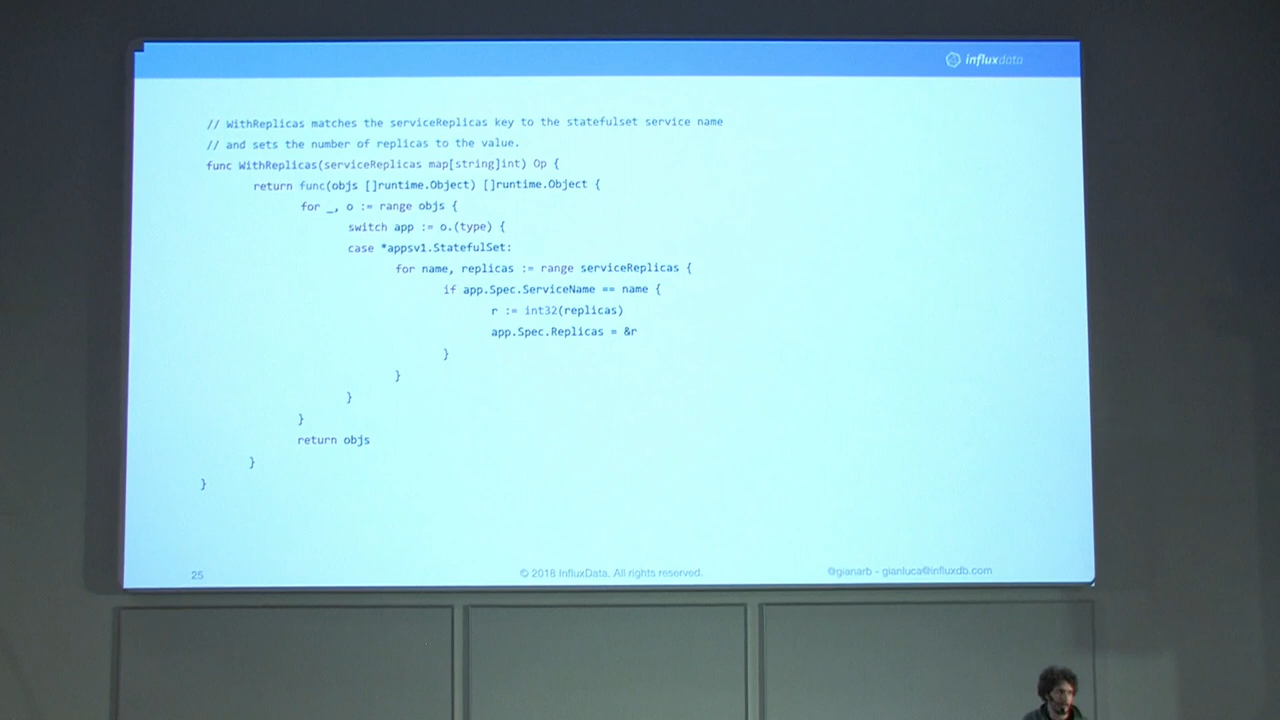 influxdata
// WithReplicas matches the serviceReplicas key to the statefulset service name
// and sets the number of replicas to the value.
func WithReplicas(serviceReplicas map[string]int) Op {
return func(objs []runtime.Object) []runtime.Object {
for _, o := range objs {
switch app := o.(type) {
case *appsv1.StatefulSet:
for name, replicas := range serviceReplicas {
if app.Spec.ServiceName == name {
r := int32(replicas)
app.Spec.Replicas = &r
}
}
}
}
return objs
}
}
25
© 2018 InfluxData. All rights reserved.
@gianarb - gianluca@influxdb.com